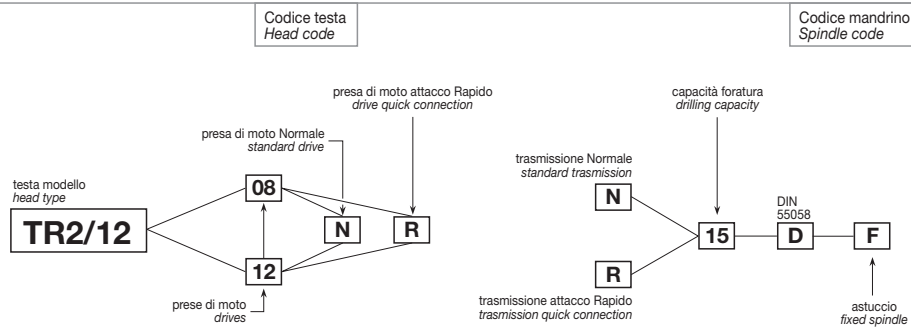 Codice testa
Head code
Codice mandrino
Spindle code
presa di moto attacco Rapido
drive quick connection
capacità foratura
drilling capacity
presa di moto Normale
standard drive
trasmissione Normale
standard trasmission
testa modello
head type
08
N
DIN
55058
TR2/12
N
R
15
D
F
12
R
prese di moto
drives
trasmissione attacco Rapido
trasmission quick connection
astuccio
fixed spindle